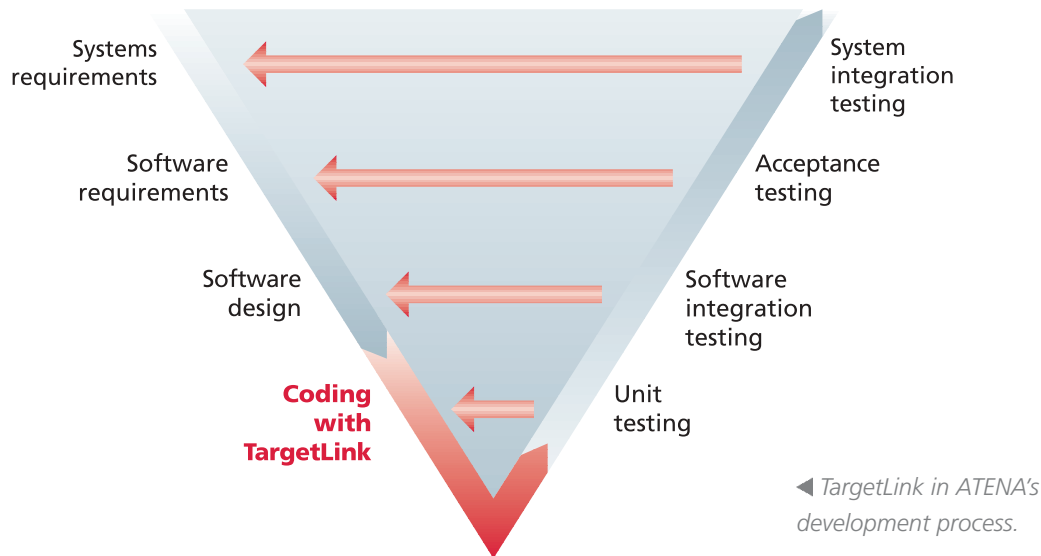 Systems
requirements
System
integration
testing
Software
requirements
Acceptance
testing
Software
design
Software
integration
testing
Coding
with
TargetLink
Unit
testing
TargetLink in ATENA's
development process.